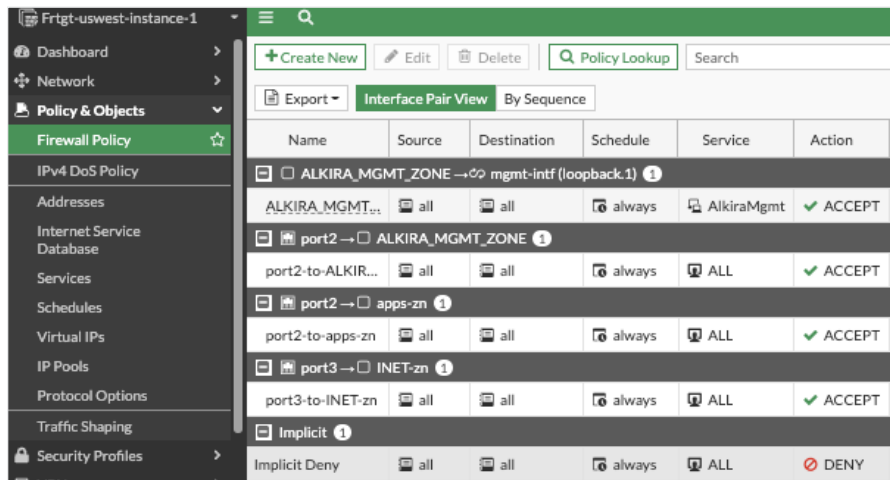 Frtgt-uswest-instance-1
Dashboard
Network
Policy & Objects
Firewall Policy
IPv4 DoS Policy
Addresses
Internet Service
Database
Services
Schedules
Virtual IPs
IP Pools
Protocol Options
Traffic Shaping
Security Profiles
+Create New Edit Delete Policy Lookup Search
Export Interface Pair View By Sequence
Name Source Destination Schedule Service Action
ALKIRA_MGMT_ZONE → mgmt-intf (loopback.1) 1
ALKIRA_MGMT... all all always AlkiraMgmt ACCEPT
port2 → ALKIRA_MGMT_ZONE 1
port2-to-ALKIR... all all always ALL ACCEPT
port2 → apps-zn 1
port2-to-apps-zn all all always ALL ACCEPT
port3 → INET-zn 1
port3-to-INET-zn all all always ALL ACCEPT
Implicit 1
Implicit Deny all all always ALL DENY